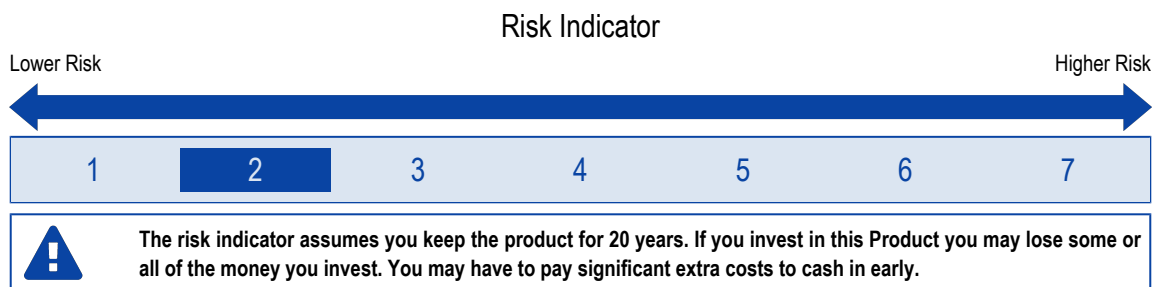 Risk Indicator
Lower Risk
Higher Risk
1 2 3 4 5 6 7
The risk indicator assumes you keep the product for 20 years. If you invest in this Product you may lose some or
all of the money you invest. You may have to pay significant extra costs to cash in early.